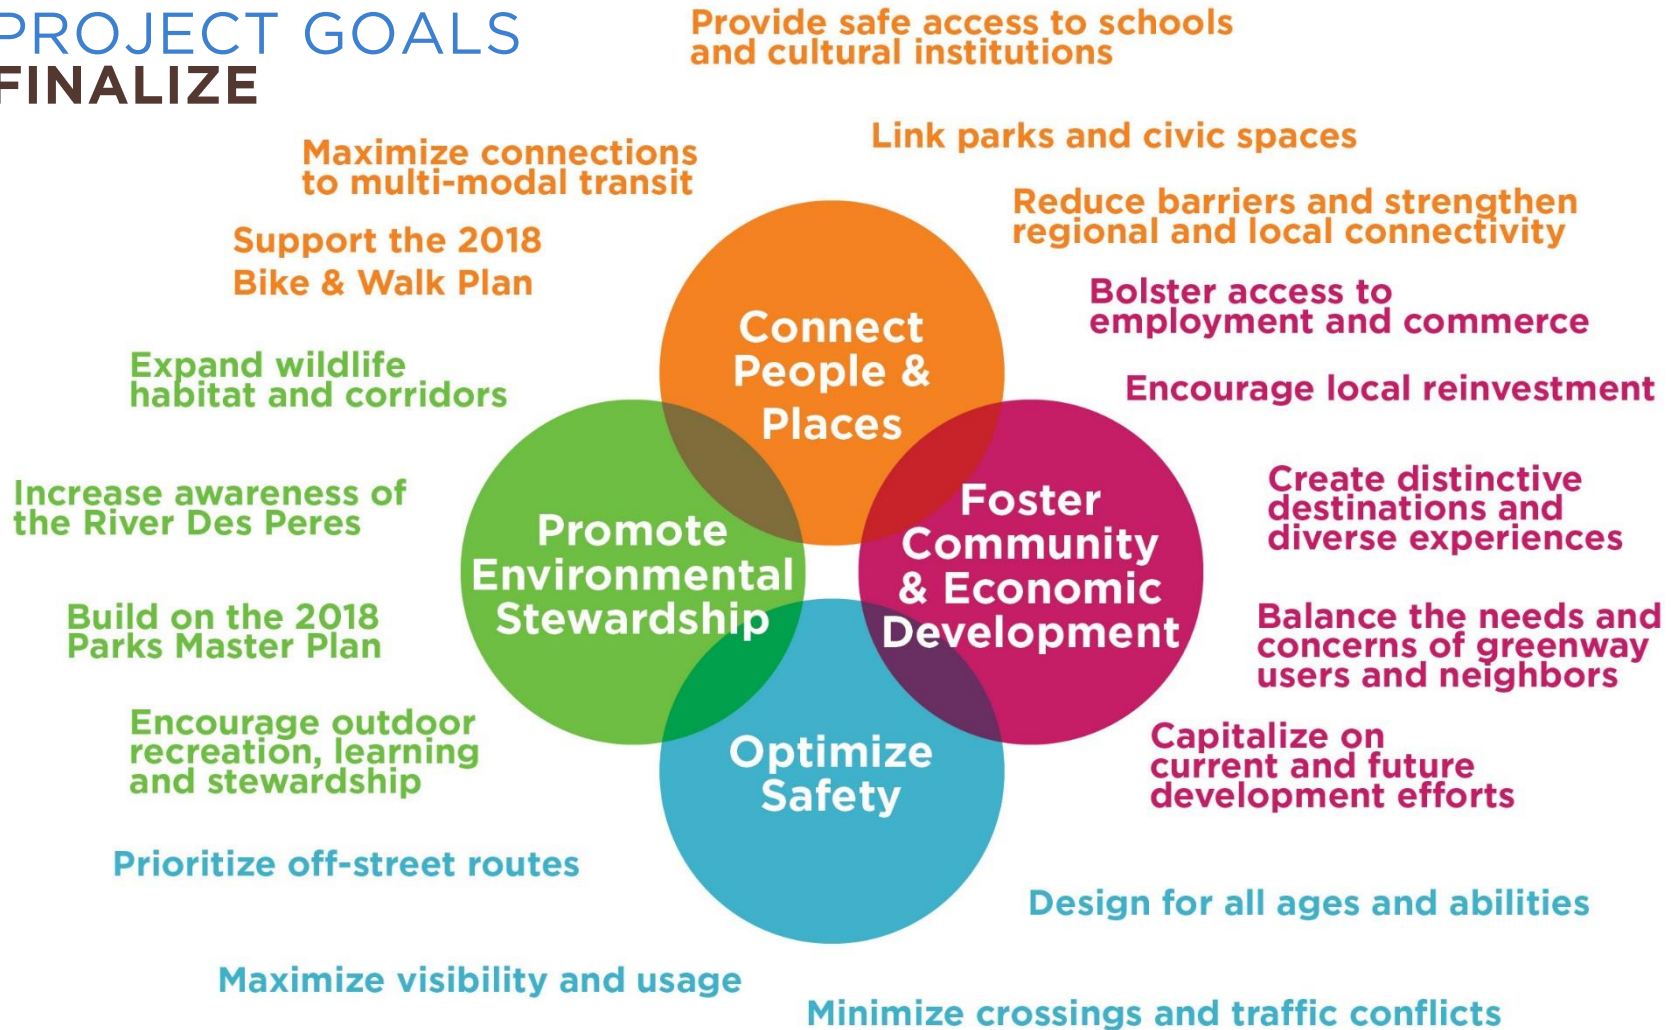 PROJECT GOALS
FINALIZE
Provide safe access to schools
and cultural institutions
Link parks and civic spaces
Maximize connections
to multi-modal transit
Reduce barriers and strengthen
regional and local connectivity
Support the 2018
Bike & Walk Plan
Bolster access to
employment and commerce
Connect
People &
Places
Expand wildlife
habitat and corridors
Encourage local reinvestment
Increase awareness of
the River Des Peres
Promote
Environmental
Stewardship
Foster
Community
& Economic
Development
Create distinctive
destinations and
diverse experiences
Build on the 2018
Parks Master Plan
Balance the needs and
concerns of greenway
users and neighbors
Encourage outdoor
recreation, learning
and stewardship
Optimize
Safety
Capitalize on
current and future
development efforts
Prioritize off-street routes
Design for all ages and abilities
Maximize visibility and usage
Minimize crossings and traffic conflicts